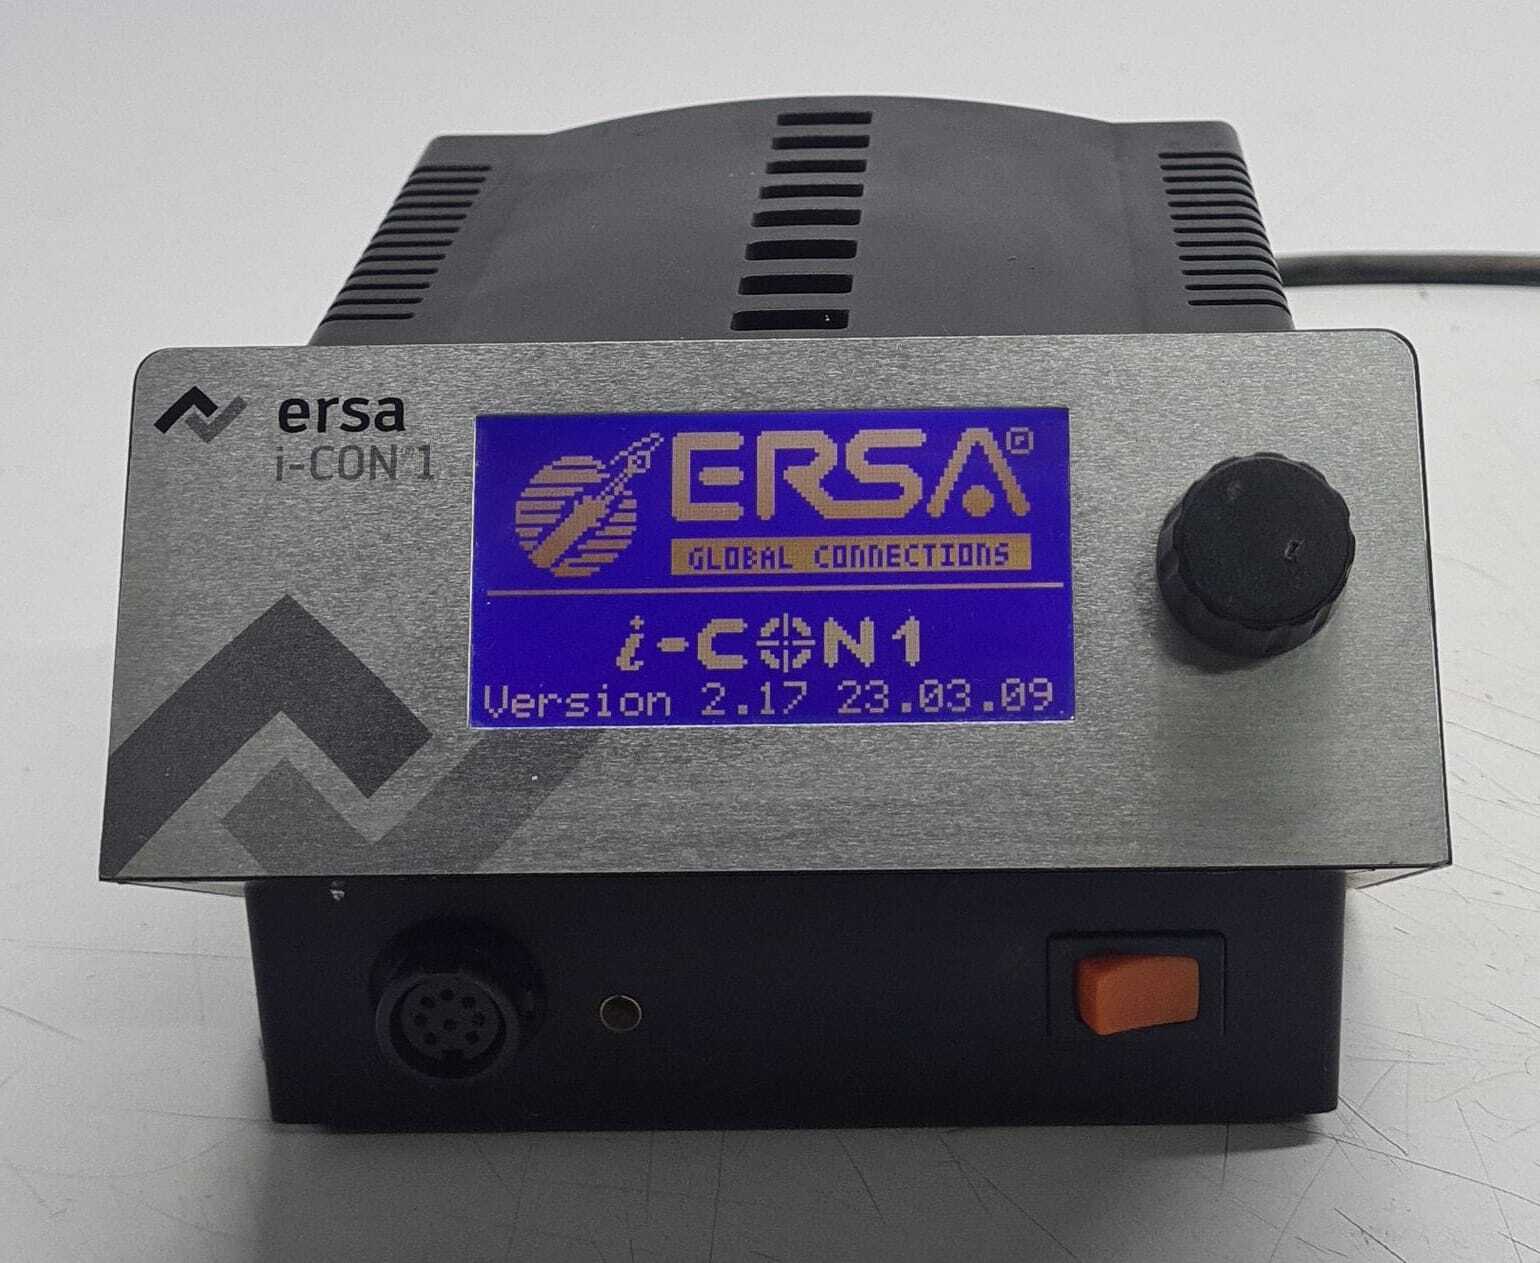 ersa
i-CON 1
ERSA®
GLOBAL CONNECTIONS
i-CON1
Version 2.17 23.03.09